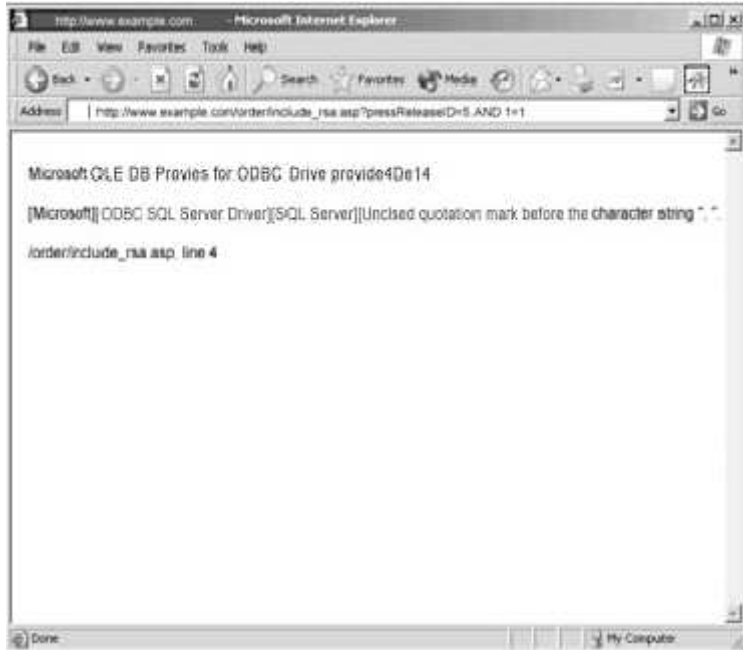 http://www.example.com - Microsoft Internet Explorer
File Edit View Favorites Tools Help
Back Search Favorites Media
Address http://www.example.com/order/include_rsa.asp?pressReleaseID=5 AND 1=1 Go
Microsoft OLE DB Provies for ODBC Drive provide4De14
[Microsoft]] ODBC SQL Server Driver][SQL Server][Unclsed quotation mark before the character string ", ".
/order/include_rsa asp, line 4
Done My Computer